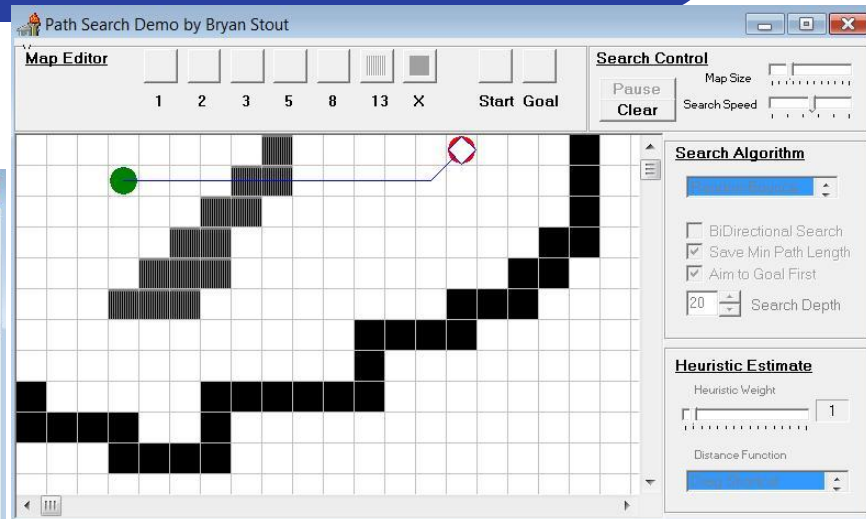 Path Search Demo by Bryan Stout
Map Editor
1 2 3 5 8 13 X Start Goal
Search Control
Pause
Clear
Map Size
Search Speed
Search Algorithm
BiDirectional Search
Save Min Path Length
Aim to Goal First
20 Search Depth
Heuristic Estimate
Heuristic Weight
1
Distance Function